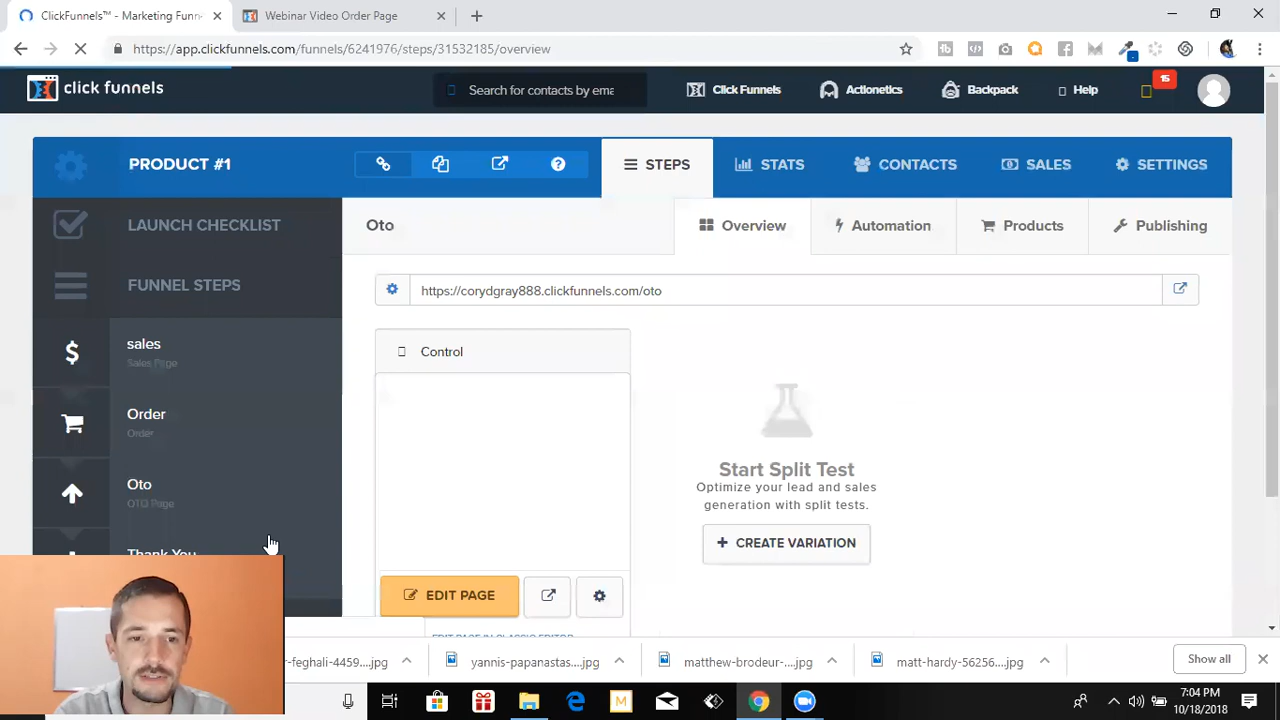 ClickFunnels™ - Marketing Funn
Webinar Video Order Page
https://app.clickfunnels.com/funnels/6241976/steps/31532185/overview
click funnels
Search for contacts by ema
Click Funnels
Actionetics
Backpack
Help
15
PRODUCT #1
STEPS
STATS
CONTACTS
SALES
SETTINGS
LAUNCH CHECKLIST
Oto
Overview
Automation
Products
Publishing
FUNNEL STEPS
https://corydgray888.clickfunnels.com/oto
sales
Sales Page
Control
Order
Order
Start Split Test
Optimize your lead and sales
generation with split tests.
Oto
OTO Page
CREATE VARIATION
Thank You
EDIT PAGE
EDIT PAGE IN CLASSIC EDITOR
r-feghali-4459....jpg
yannis-papanastas....jpg
matthew-brodeur-....jpg
matt-hardy-56256....jpg
Show all
7:04 PM
10/18/2018